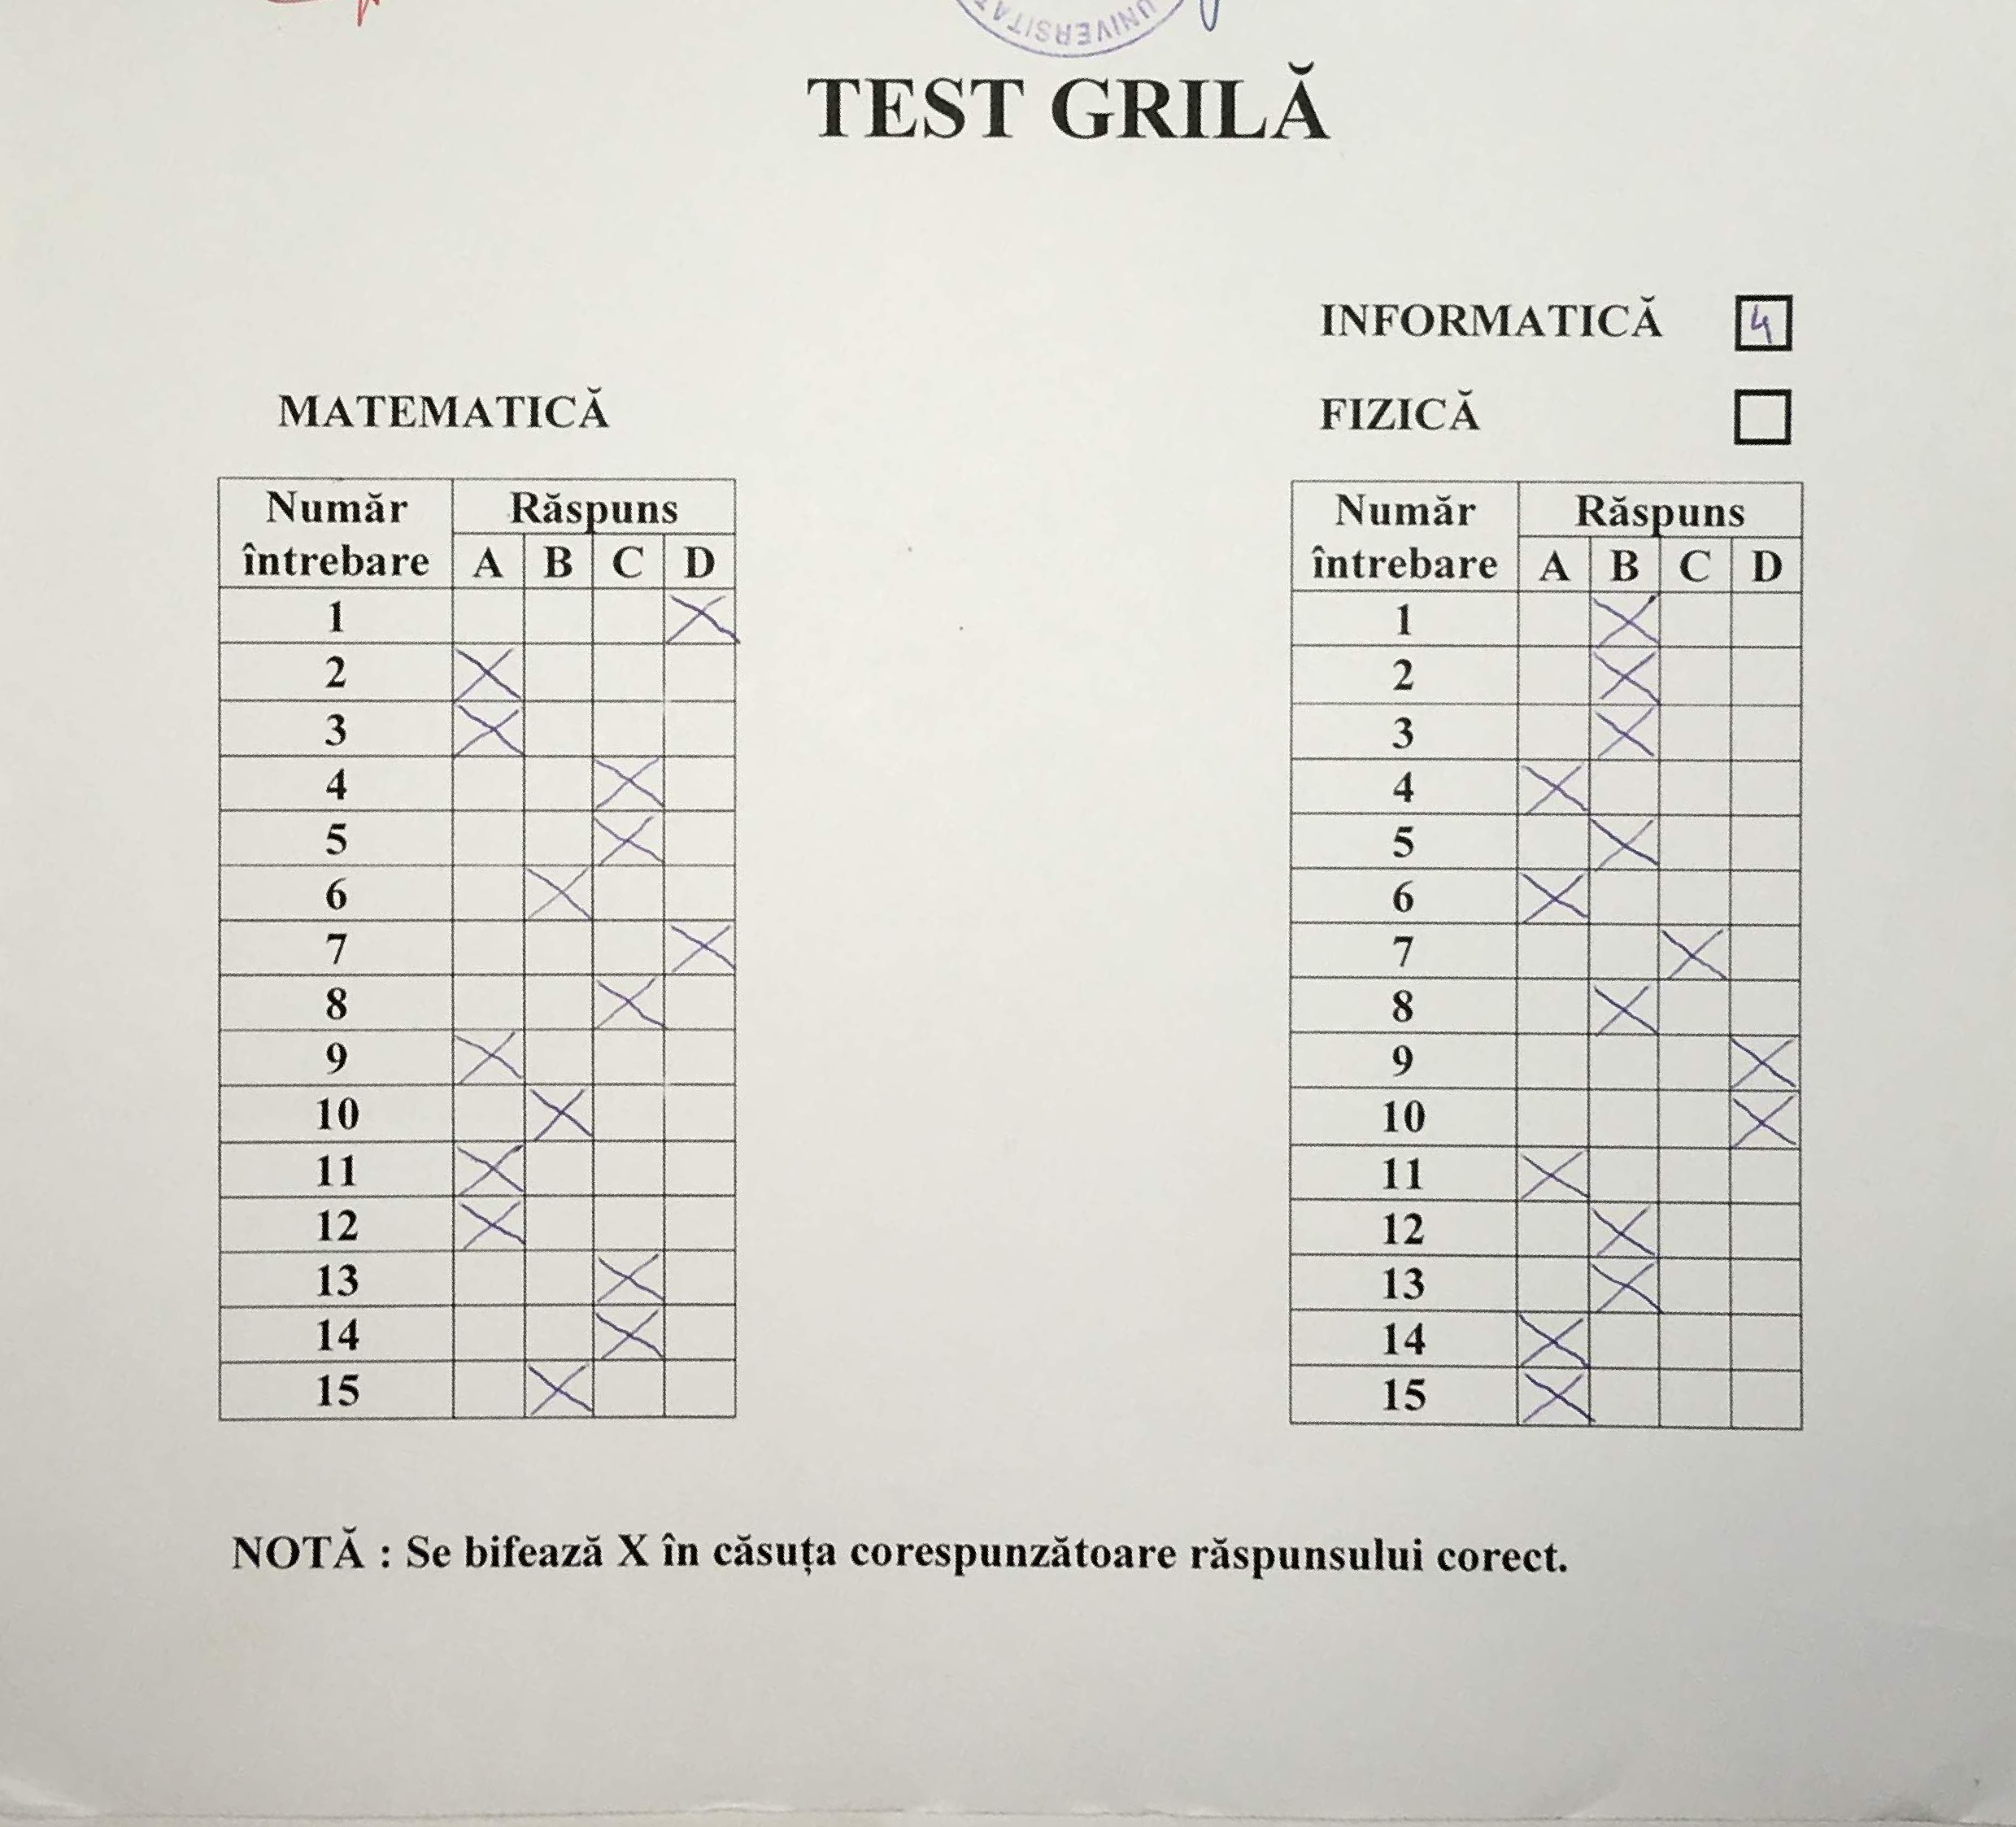 UNIVERSITAT
TEST GRILĂ
INFORMATICĂ 4
MATEMATICĂ
FIZICĂ
Număr întrebare Răspuns
A B C D
1 X
2 X
3 X
4 X
5 X
6 X
7 X
8 X
9 X
10 X
11 X
12 X
13 X
14 X
15 X
Număr întrebare Răspuns
A B C D
1 X
2 X
3 X
4 X
5 X
6 X
7 X
8 X
9 X
10 X
11 X
12 X
13 X
14 X
15 X
NOTĂ : Se bifează X în căsuța corespunzătoare răspunsului corect.